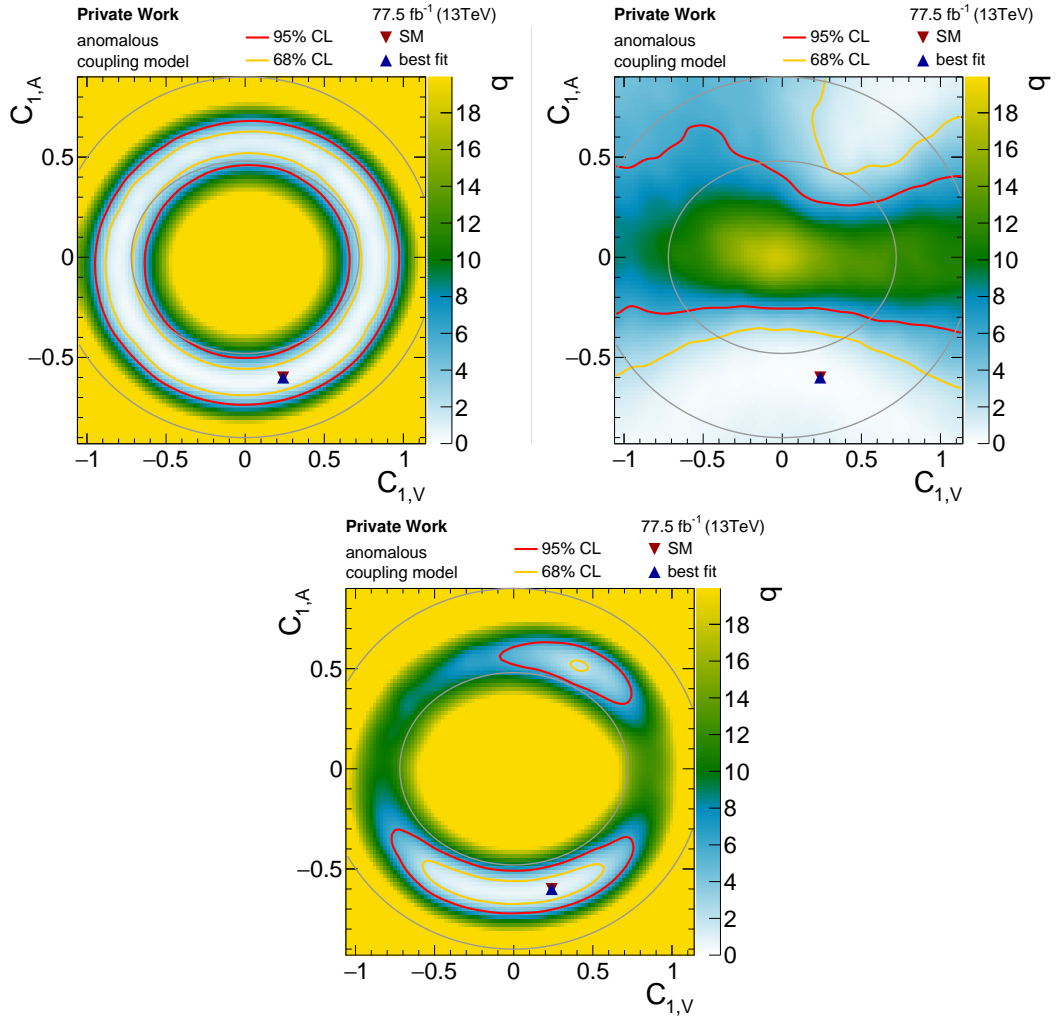 Private Work 77.5 fb⁻¹ (13TeV)
anomalous 95% CL SM
coupling model 68% CL best fit
C1,A
q
0.5
0
−0.5
−1 −0.5 0 0.5 1
C1,V
18
16
14
12
10
8
6
4
2
0
Private Work 77.5 fb⁻¹ (13TeV)
anomalous 95% CL SM
coupling model 68% CL best fit
C1,A
q
0.5
0
−0.5
−1 −0.5 0 0.5 1
C1,V
18
16
14
12
10
8
6
4
2
0
Private Work 77.5 fb⁻¹ (13TeV)
anomalous 95% CL SM
coupling model 68% CL best fit
C1,A
q
0.5
0
−0.5
−1 −0.5 0 0.5 1
C1,V
18
16
14
12
10
8
6
4
2
0